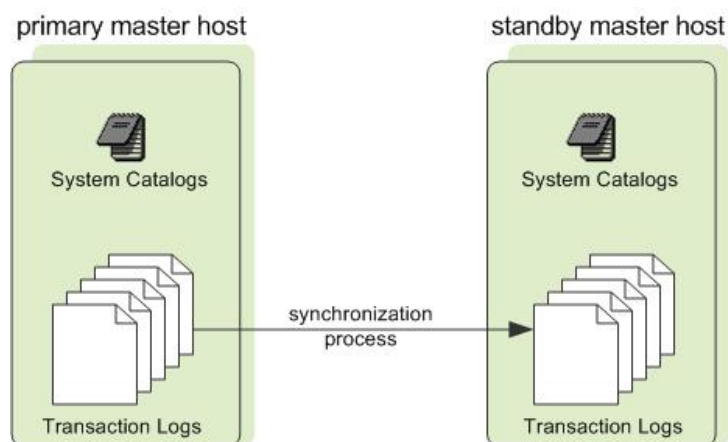 primary master host
standby master host
System Catalogs
System Catalogs
synchronization
process
Transaction Logs
Transaction Logs